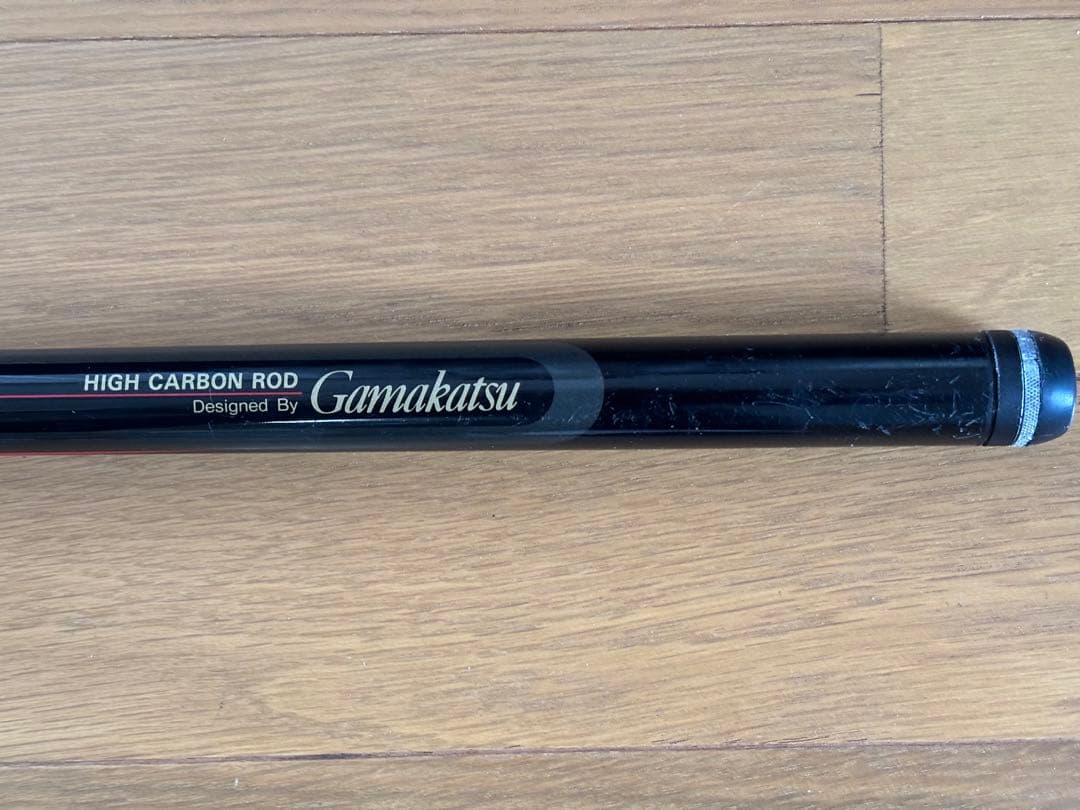 HIGH CARBON ROD
Designed By Gamakatsu